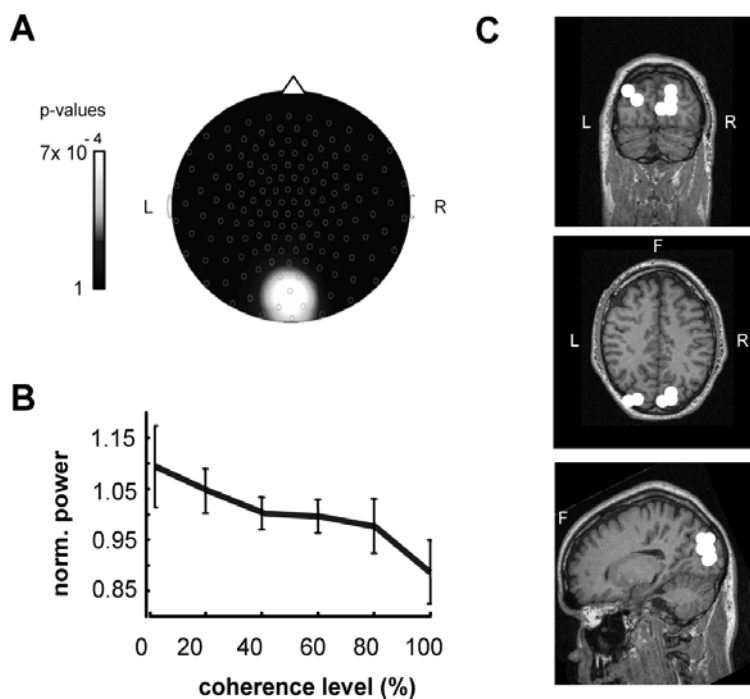 A
p-values
7x 10 -4
1
L
R
B
norm. power
1.15
1.05
0.95
0.85
0
20
40
60
80
100
coherence level (%)
C
L
R
F
L
R
F